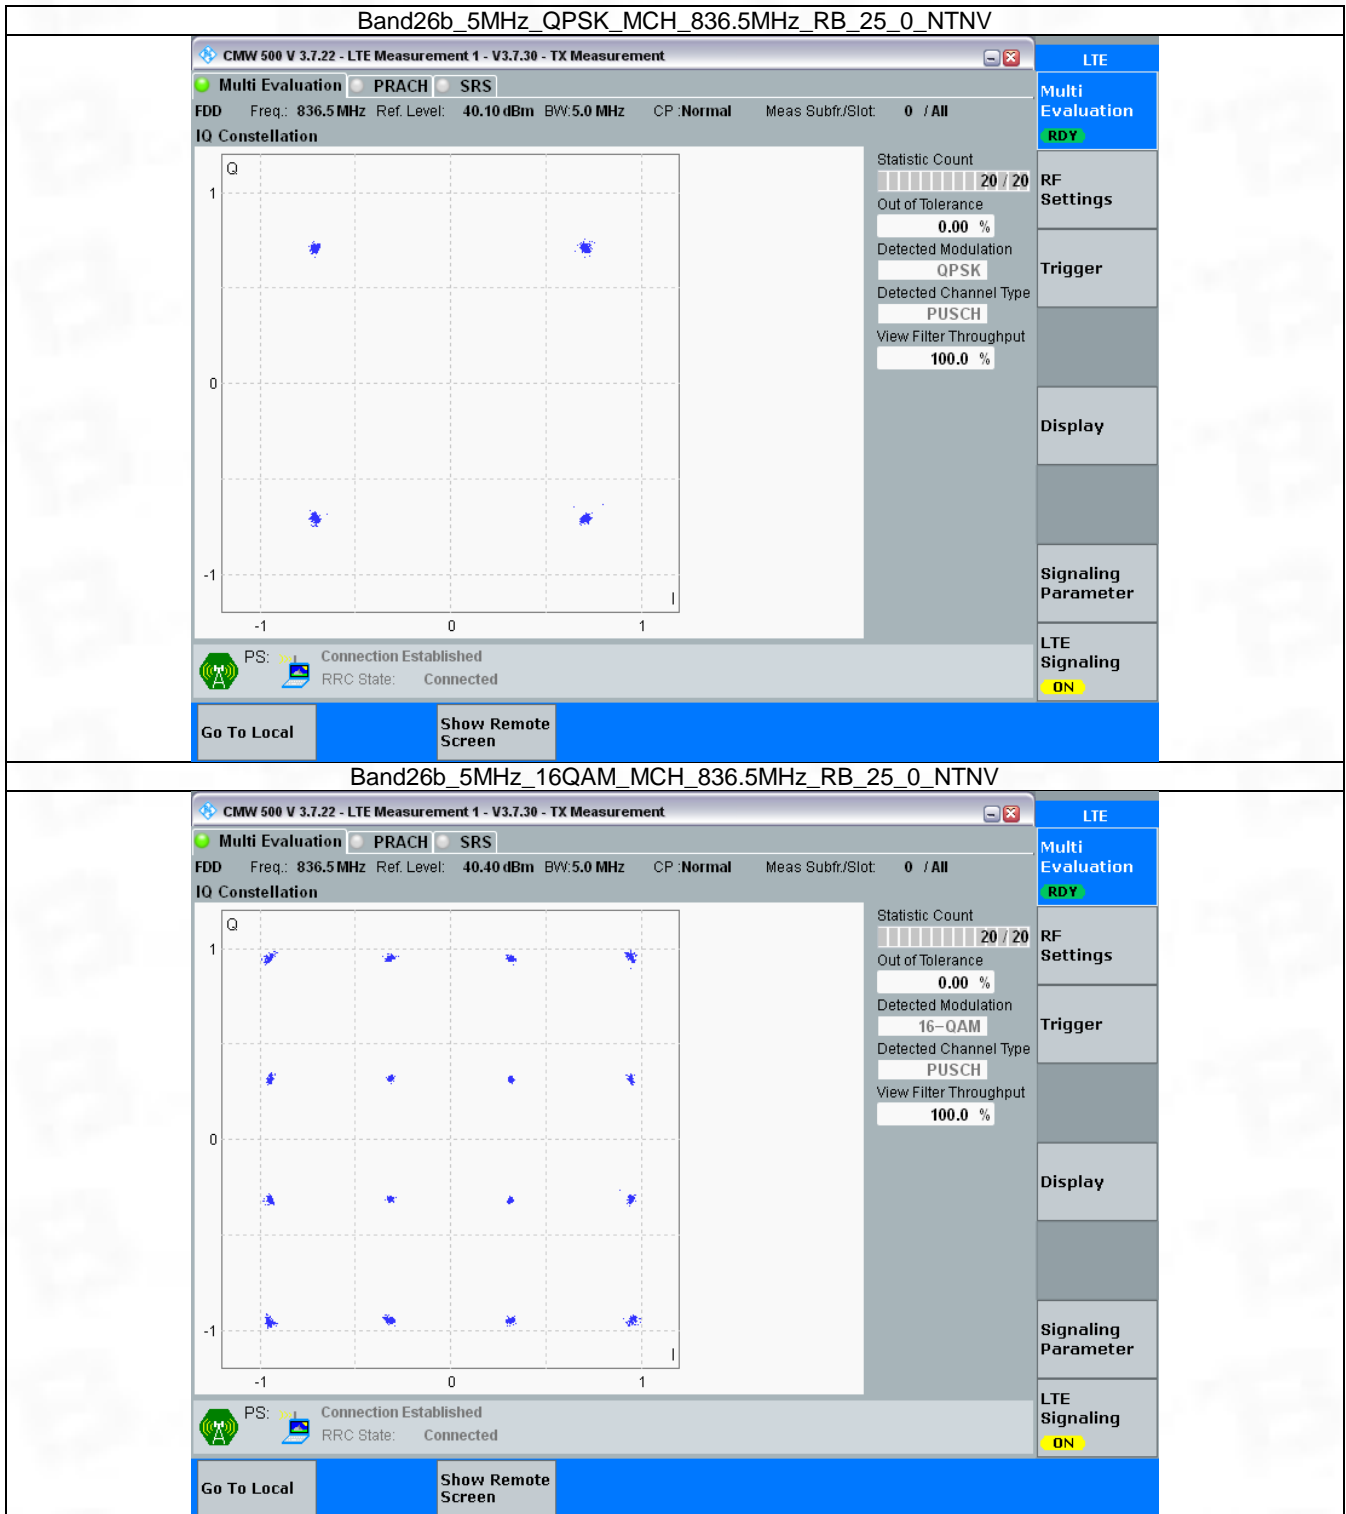 Band26b_5MHz_QPSK_MCH_836.5MHz_RB_25_0_NTNV
CMW 500 V 3.7.22 - LTE Measurement 1 - V3.7.30 - TX Measurement
LTE
Multi Evaluation PRACH SRS
Multi
Evaluation
RDY
FDD Freq.: 836.5 MHz Ref. Level: 40.10 dBm BW:5.0 MHz CP :Normal Meas Subfr./Slot: 0 / All
IQ Constellation
Q
1
0
-1
I
-1 0 1
Statistic Count
20 / 20
Out of Tolerance
0.00 %
Detected Modulation
QPSK
Detected Channel Type
PUSCH
View Filter Throughput
100.0 %
RF
Settings
Trigger
Display
Signaling
Parameter
LTE
Signaling
ON
PS: Connection Established
RRC State: Connected
Go To Local
Show Remote
Screen
Band26b_5MHz_16QAM_MCH_836.5MHz_RB_25_0_NTNV
CMW 500 V 3.7.22 - LTE Measurement 1 - V3.7.30 - TX Measurement
LTE
Multi Evaluation PRACH SRS
Multi
Evaluation
RDY
FDD Freq.: 836.5 MHz Ref. Level: 40.40 dBm BW:5.0 MHz CP :Normal Meas Subfr./Slot: 0 / All
IQ Constellation
Q
1
0
-1
I
-1 0 1
Statistic Count
20 / 20
Out of Tolerance
0.00 %
Detected Modulation
16-QAM
Detected Channel Type
PUSCH
View Filter Throughput
100.0 %
RF
Settings
Trigger
Display
Signaling
Parameter
LTE
Signaling
ON
PS: Connection Established
RRC State: Connected
Go To Local
Show Remote
Screen